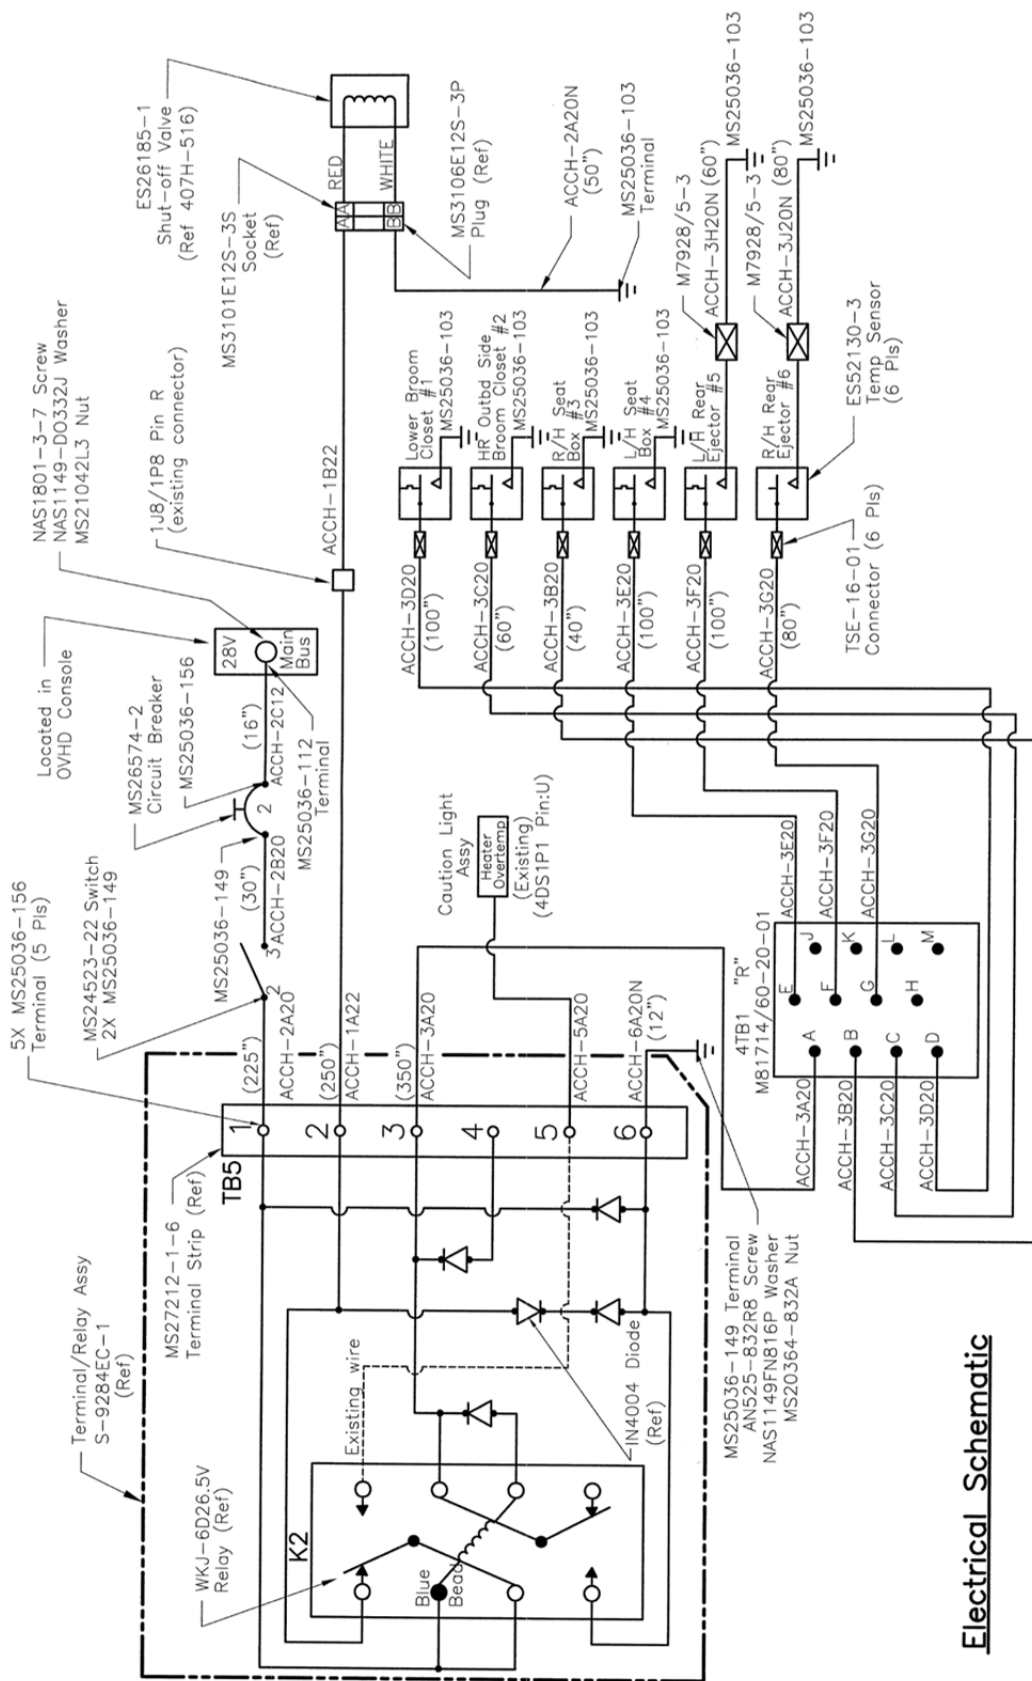 Electrical Schematic
Terminal/Relay Assy
S-9284EC-1
(Ref)
MS27212-1-6
Terminal Strip (Ref)
5X MS25036-156
Terminal (5 Pls)
MS24523-22 Switch
2X MS25036-149
MS25036-149
MS26574-2
Circuit Breaker
MS25036-156
Located in
OVHD Console
NAS1801-3-7 Screw
NAS1149-D0332J Washer
MS21042L3 Nut
1J8/1P8 Pin R
(existing connector)
MS3101E12S-3S
Socket
(Ref)
ES26185-1
Shut-off Valve
(Ref 407H-516)
WKJ-6D26.5V
Relay (Ref)
K2
Blue
Bead
Existing wire
IN4004 Diode
(Ref)
TB5
1
2
3
4
5
6
(225")
ACCH-2A20
(250")
ACCH-1A22
(350")
ACCH-3A20
ACCH-5A20
ACCH-6A20N
(12")
2
3
(30")
ACCH-2B20
2
(16")
ACCH-2C12
MS25036-112
Terminal
28V
Main
Bus
ACCH-1B22
A A
B B
RED
WHITE
MS3106E12S-3P
Plug (Ref)
ACCH-2A20N
(50")
MS25036-103
Terminal
Caution Light
Assy
Heater
Overtemp
(Existing)
(4DS1P1 Pin:U)
MS25036-149 Terminal
AN525-832R8 Screw
NAS1149FN816P Washer
MS20364-832A Nut
4TB1 "R"
M81714/60-20-01
A
B
C
D
E
F
G
H
J
K
L
M
ACCH-3A20
ACCH-3B20
ACCH-3C20
ACCH-3D20
ACCH-3E20
ACCH-3F20
ACCH-3G20
ACCH-3D20
(100")
ACCH-3C20
(60")
ACCH-3B20
(40")
ACCH-3E20
(100")
ACCH-3F20
(100")
ACCH-3G20
(80")
Lower Broom
Closet #1
MS25036-103
HR Outbd Side
Broom Closet #2
MS25036-103
R/H Seat
Box #3
MS25036-103
L/H Seat
Box #4
MS25036-103
L/H Rear
Ejector #5
M7928/5-3
ACCH-3H20N (60")
MS25036-103
R/H Rear
Ejector #6
M7928/5-3
ACCH-3J20N (80")
MS25036-103
TSE-16-01
Connector (6 Pls)
ES52130-3
Temp Sensor
(6 Pls)